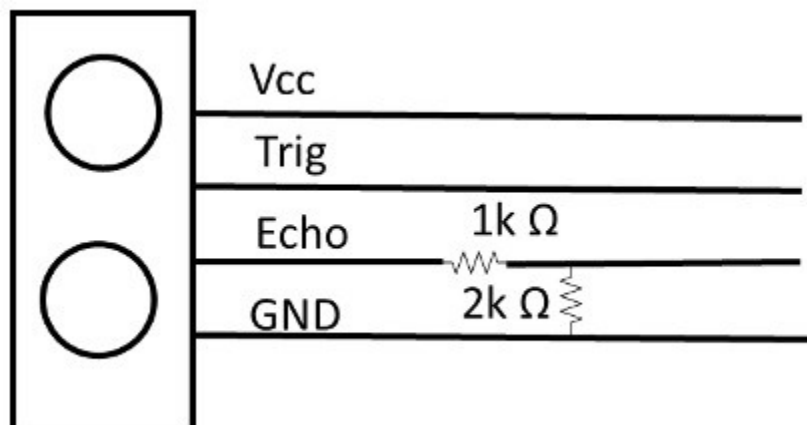 Vcc
Trig
1k Ω
Echo
2k Ω
GND